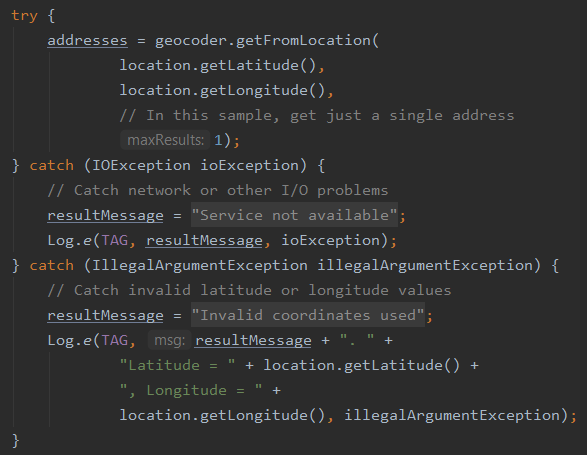 try {
addresses = geocoder.getFromLocation(
location.getLatitude(),
location.getLongitude(),
// In this sample, get just a single address
maxResults: 1);
} catch (IOException ioException) {
// Catch network or other I/O problems
resultMessage = "Service not available";
Log.e(TAG, resultMessage, ioException);
} catch (IllegalArgumentException illegalArgumentException) {
// Catch invalid latitude or longitude values
resultMessage = "Invalid coordinates used";
Log.e(TAG, msg: resultMessage + ". " +
"Latitude = " + location.getLatitude() +
", Longitude = " +
location.getLongitude(), illegalArgumentException);
}